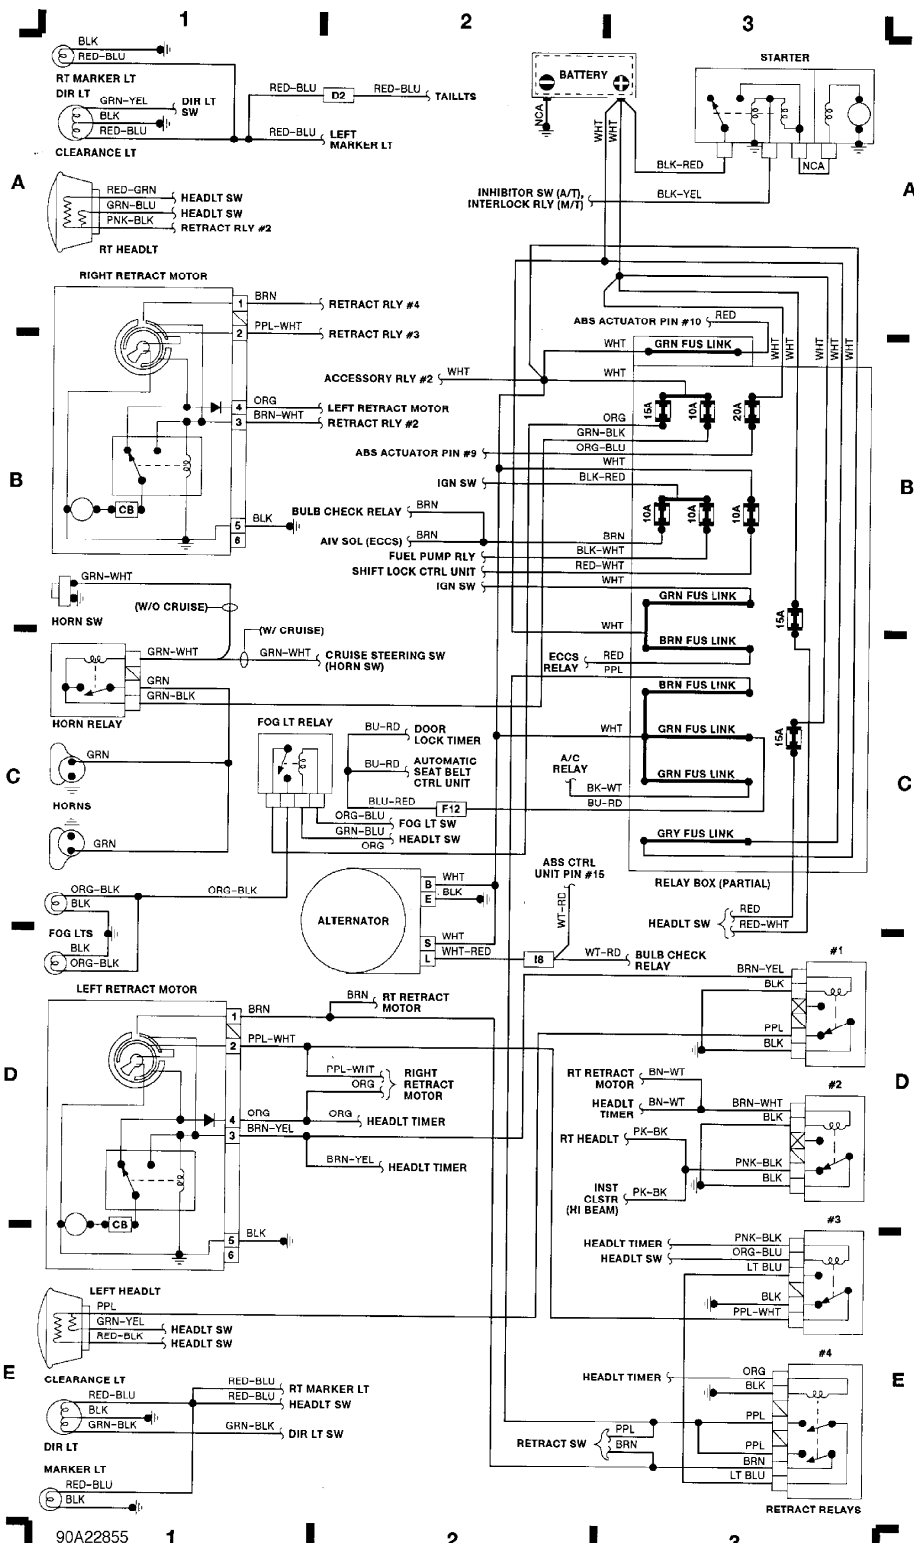 1
2
3
BLK
RED-BLU
RT MARKER LT
DIR LT
GRN-YEL
DIR LT
SW
BLK
RED-BLU
CLEARANCE LT
RED-BLU
D2
RED-BLU
TAILLTS
RED-BLU
LEFT
MARKER LT
BATTERY
NCA
WHT
WHT
STARTER
BLK-RED
NCA
INHIBITOR SW (A/T),
INTERLOCK RLY (M/T)
BLK-YEL
A
A
RED-GRN
HEADLT SW
GRN-BLU
HEADLT SW
PNK-BLK
RETRACT RLY #2
RT HEADLT
RIGHT RETRACT MOTOR
1
BRN
RETRACT RLY #4
2
PPL-WHT
RETRACT RLY #3
4
ORG
LEFT RETRACT MOTOR
3
BRN-WHT
RETRACT RLY #2
CB
5
BLK
6
ABS ACTUATOR PIN #10
RED
WHT
WHT
WHT
WHT
WHT
GRN FUS LINK
ACCESSORY RLY #2
WHT
WHT
ORG
15A
10A
20A
GRN-BLK
ABS ACTUATOR PIN #9
ORG-BLU
WHT
B
B
IGN SW
BLK-RED
BULB CHECK RELAY
BRN
10A
10A
10A
AIV SOL (ECCS)
BRN
BRN
FUEL PUMP RLY
BLK-WHT
SHIFT LOCK CTRL UNIT
RED-WHT
IGN SW
WHT
GRN FUS LINK
WHT
BRN FUS LINK
15A
ECCS
RELAY
RED
PPL
BRN FUS LINK
WHT
GRN FUS LINK
15A
GRN FUS LINK
A/C
RELAY
BK-WT
BU-RD
GRY FUS LINK
RELAY BOX (PARTIAL)
GRN-WHT
(W/O CRUISE)
HORN SW
(W/ CRUISE)
GRN-WHT
GRN-WHT
CRUISE STEERING SW
(HORN SW)
GRN
GRN-BLK
HORN RELAY
FOG LT RELAY
BU-RD
DOOR
LOCK TIMER
BU-RD
AUTOMATIC
SEAT BELT
CTRL UNIT
BLU-RED
F12
ORG-BLU
FOG LT SW
GRN-BLU
HEADLT SW
ORG
C
C
GRN
HORNS
GRN
ORG-BLK
ORG-BLK
BLK
FOG LTS
BLK
ORG-BLK
ALTERNATOR
B
WHT
E
BLK
S
WHT
L
WHT-RED
I8
ABS CTRL
UNIT PIN #15
WT-RD
WT-RD
BULB CHECK
RELAY
HEADLT SW
RED
RED-WHT
LEFT RETRACT MOTOR
BRN
RT RETRACT
MOTOR
1
BRN
2
PPL-WHT
PPL-WHT
ORG
RIGHT
RETRACT
MOTOR
4
ORG
ORG
HEADLT TIMER
3
BRN-YEL
BRN-YEL
HEADLT TIMER
CB
5
BLK
6
D
D
#1
BRN-YEL
BLK
PPL
BLK
#2
RT RETRACT
MOTOR
BN-WT
HEADLT
TIMER
BN-WT
BRN-WHT
BLK
RT HEADLT
PK-BK
PNK-BLK
BLK
INST
CLSTR
(HI BEAM)
PK-BK
#3
HEADLT TIMER
PNK-BLK
HEADLT SW
ORG-BLU
LT BLU
BLK
PPL-WHT
#4
LEFT HEADLT
PPL
GRN-YEL
HEADLT SW
RED-BLK
HEADLT SW
E
E
CLEARANCE LT
RED-BLU
BLK
GRN-BLK
DIR LT
RED-BLU
RT MARKER LT
RED-BLU
HEADLT SW
GRN-BLK
DIR LT SW
MARKER LT
RED-BLU
BLK
HEADLT TIMER
ORG
BLK
PPL
RETRACT SW
PPL
BRN
PPL
BRN
LT BLU
RETRACT RELAYS
90A22855
1
2
3